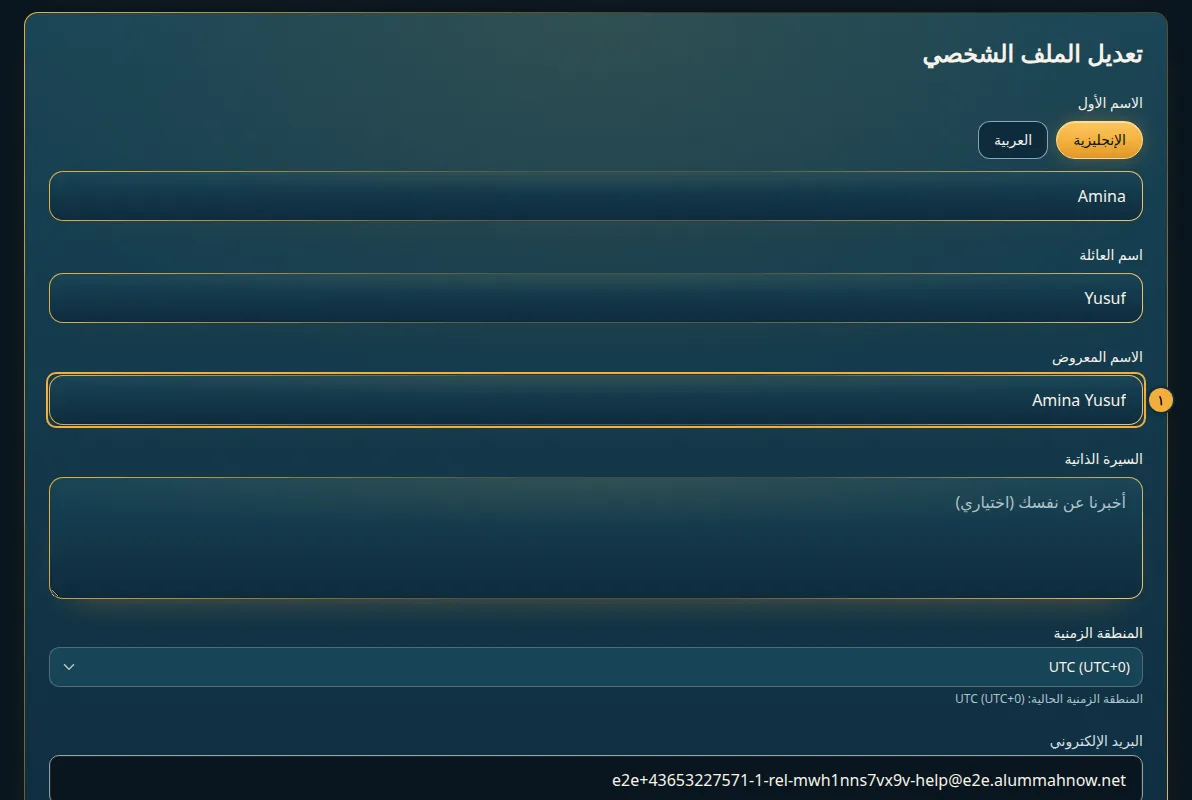 تعديل الملف الشخصي
الاسم الأول
الإنجليزية
العربية
Amina
اسم العائلة
Yusuf
الاسم المعروض
Amina Yusuf
١
السيرة الذاتية
أخبرنا عن نفسك (اختياري)
المنطقة الزمنية
UTC (UTC+0)
المنطقة الزمنية الحالية: UTC (UTC+0)
البريد الإلكتروني
e2e+43653227571-1-rel-mwh1nns7vx9v-help@e2e.alummahnow.net